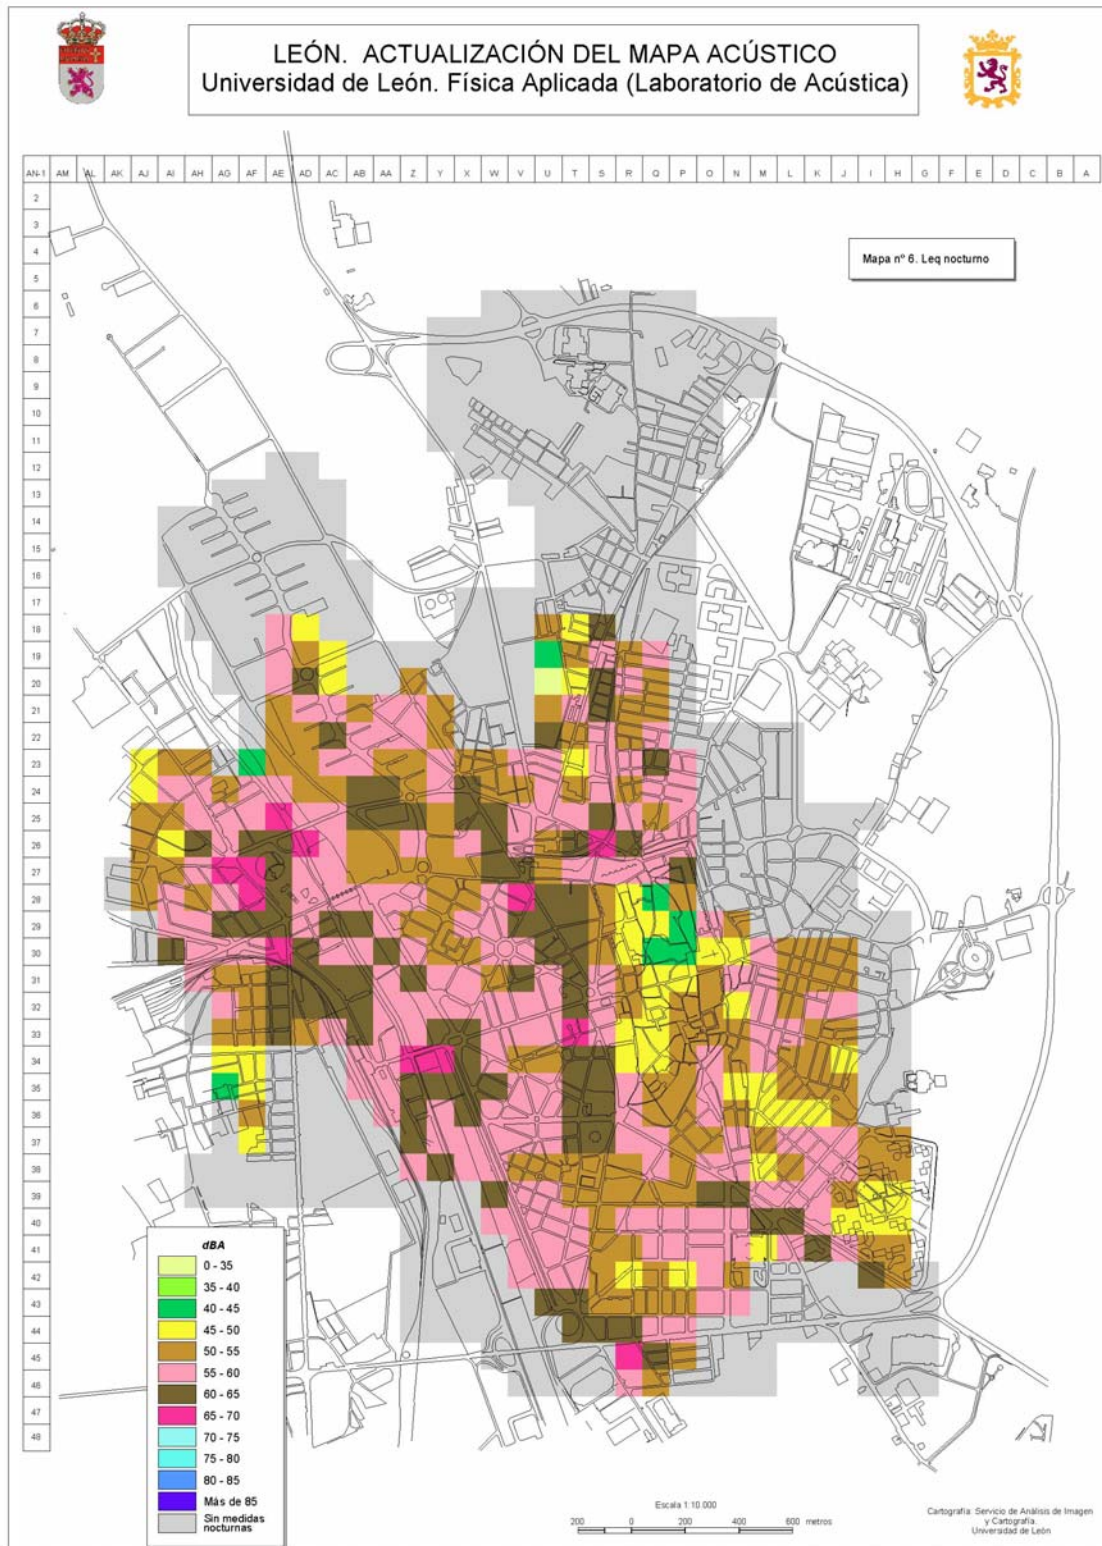 LEÓN. ACTUALIZACIÓN DEL MAPA ACÚSTICO
Universidad de León. Física Aplicada (Laboratorio de Acústica)
AN-1 AM AL AK AJ AI AH AG AF AE AD AC AB AA Z Y X W V U T S R Q P O N M L K J I H G F E D C B A
2
3
4
Mapa nº 6. Leq nocturno
5
6
7
8
9
10
11
12
13
14
15
16
17
18
19
20
21
22
23
24
25
26
27
28
29
30
31
32
33
34
35
36
37
38
39
40
41
42
43
44
45
46
47
48
dBA
0 - 35
35 - 40
40 - 45
45 - 50
50 - 55
55 - 60
60 - 65
65 - 70
70 - 75
75 - 80
80 - 85
Más de 85
Sin medidas
nocturnas
Escala 1:10.000
200 0 200 400 600 metros
Cartografía: Servicio de Análisis de Imagen
y Cartografía.
Universidad de León